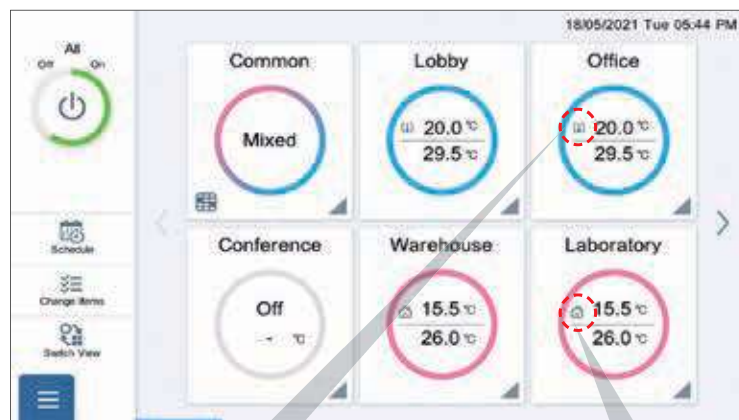 18/05/2021 Tue 05:44 PM
All
Off On
Schedule
Change Items
Switch View
Common
Mixed
Lobby
20.0 °C
29.5 °C
Office
20.0 °C
29.5 °C
Conference
Off
- °C
Warehouse
15.5 °C
26.0 °C
Laboratory
15.5 °C
26.0 °C